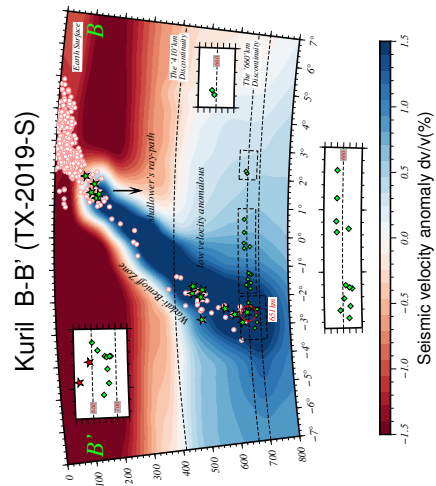 Kuril B-B' (TX-2019-S)
B'
B
Earth Surface
The '410'km
Discontinuity
The '660'km
Discontinuity
shallower's ray path
low velocity anomalous
Wadati-Benioff Zone
651km
0
100
200
300
400
500
600
700
800
−7°
−6°
−5°
−4°
−3°
−2°
−1°
0°
1°
2°
3°
4°
5°
6°
7°
−1.5
−1.0
−0.5
0.0
0.5
1.0
1.5
Seismic velocity anomaly dv/v(%)